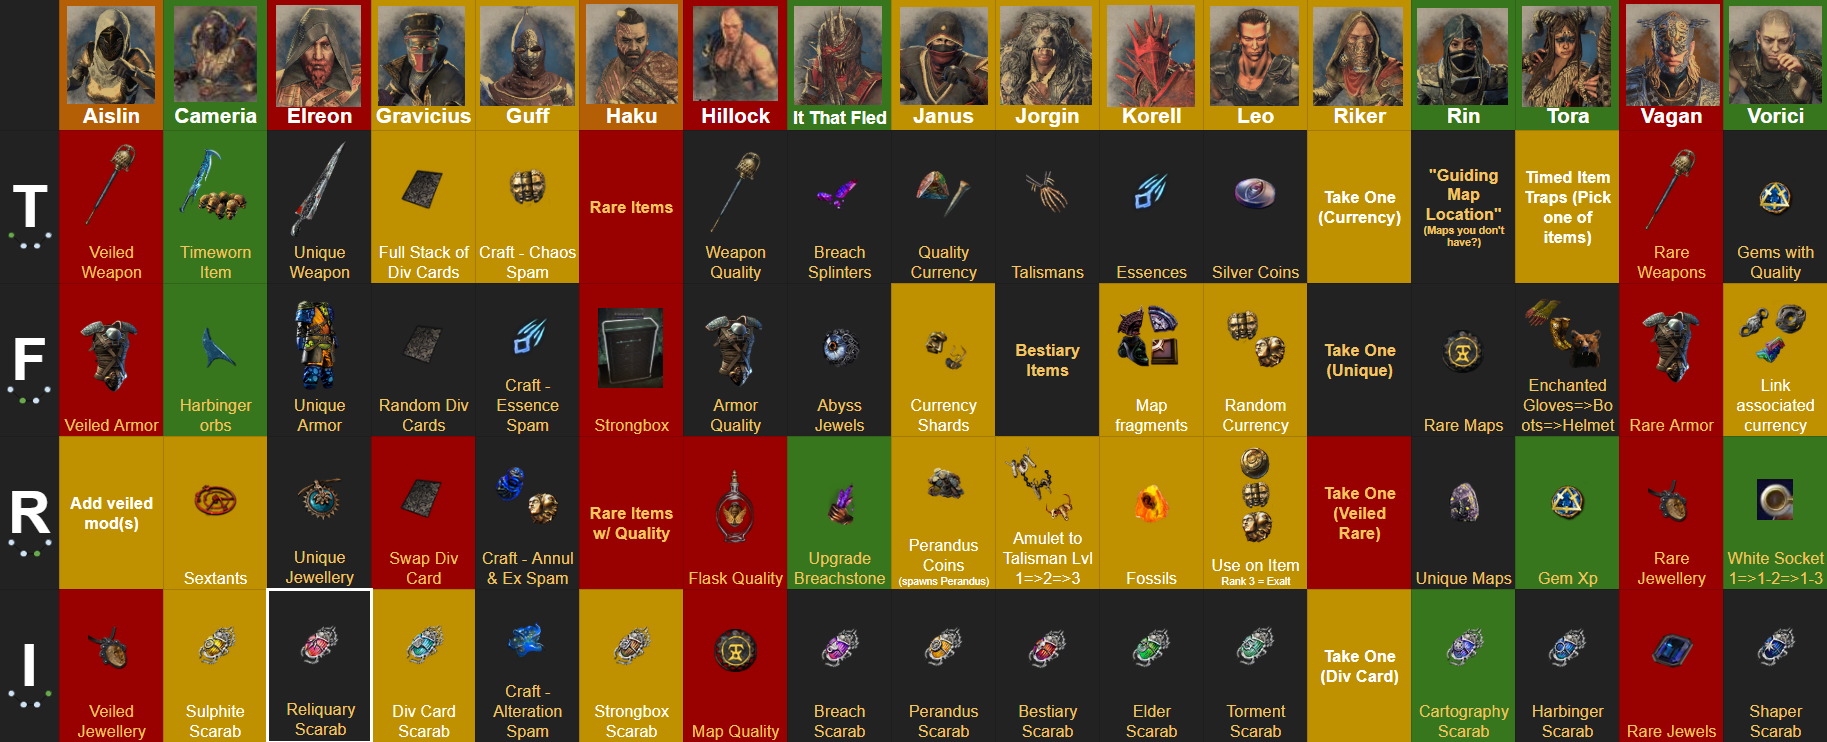 Aislin
Cameria
Elreon
Gravicius
Guff
Haku
Hillock
It That Fled
Janus
Jorgin
Korell
Leo
Riker
Rin
Tora
Vagan
Vorici
T
Veiled
Weapon
Timeworn
Item
Unique
Weapon
Full Stack of
Div Cards
Craft - Chaos
Spam
Rare Items
Weapon
Quality
Breach
Splinters
Quality
Currency
Talismans
Essences
Silver Coins
Take One
(Currency)
"Guiding
Map
Location"
(Maps you don't
have?)
Timed Item
Traps (Pick
one of
items)
Rare
Weapons
Gems with
Quality
F
Veiled Armor
Harbinger
orbs
Unique
Armor
Random Div
Cards
Craft -
Essence
Spam
Strongbox
Armor
Quality
Abyss
Jewels
Currency
Shards
Bestiary
Items
Map
fragments
Random
Currency
Take One
(Unique)
Rare Maps
Enchanted
Gloves=>Bo
ots=>Helmet
Rare Armor
Link
associated
currency
R
Add veiled
mod(s)
Sextants
Unique
Jewellery
Swap Div
Card
Craft - Annul
& Ex Spam
Rare Items
w/ Quality
Flask Quality
Upgrade
Breachstone
Perandus
Coins
(spawns Perandus)
Amulet to
Talisman Lvl
1=>2=>3
Fossils
Use on Item
Rank 3 = Exalt
Take One
(Veiled
Rare)
Unique Maps
Gem Xp
Rare
Jewellery
White Socket
1=>1-2=>1-3
I
Veiled
Jewellery
Sulphite
Scarab
Reliquary
Scarab
Div Card
Scarab
Craft -
Alteration
Spam
Strongbox
Scarab
Map Quality
Breach
Scarab
Perandus
Scarab
Bestiary
Scarab
Elder
Scarab
Torment
Scarab
Take One
(Div Card)
Cartography
Scarab
Harbinger
Scarab
Rare Jewels
Shaper
Scarab